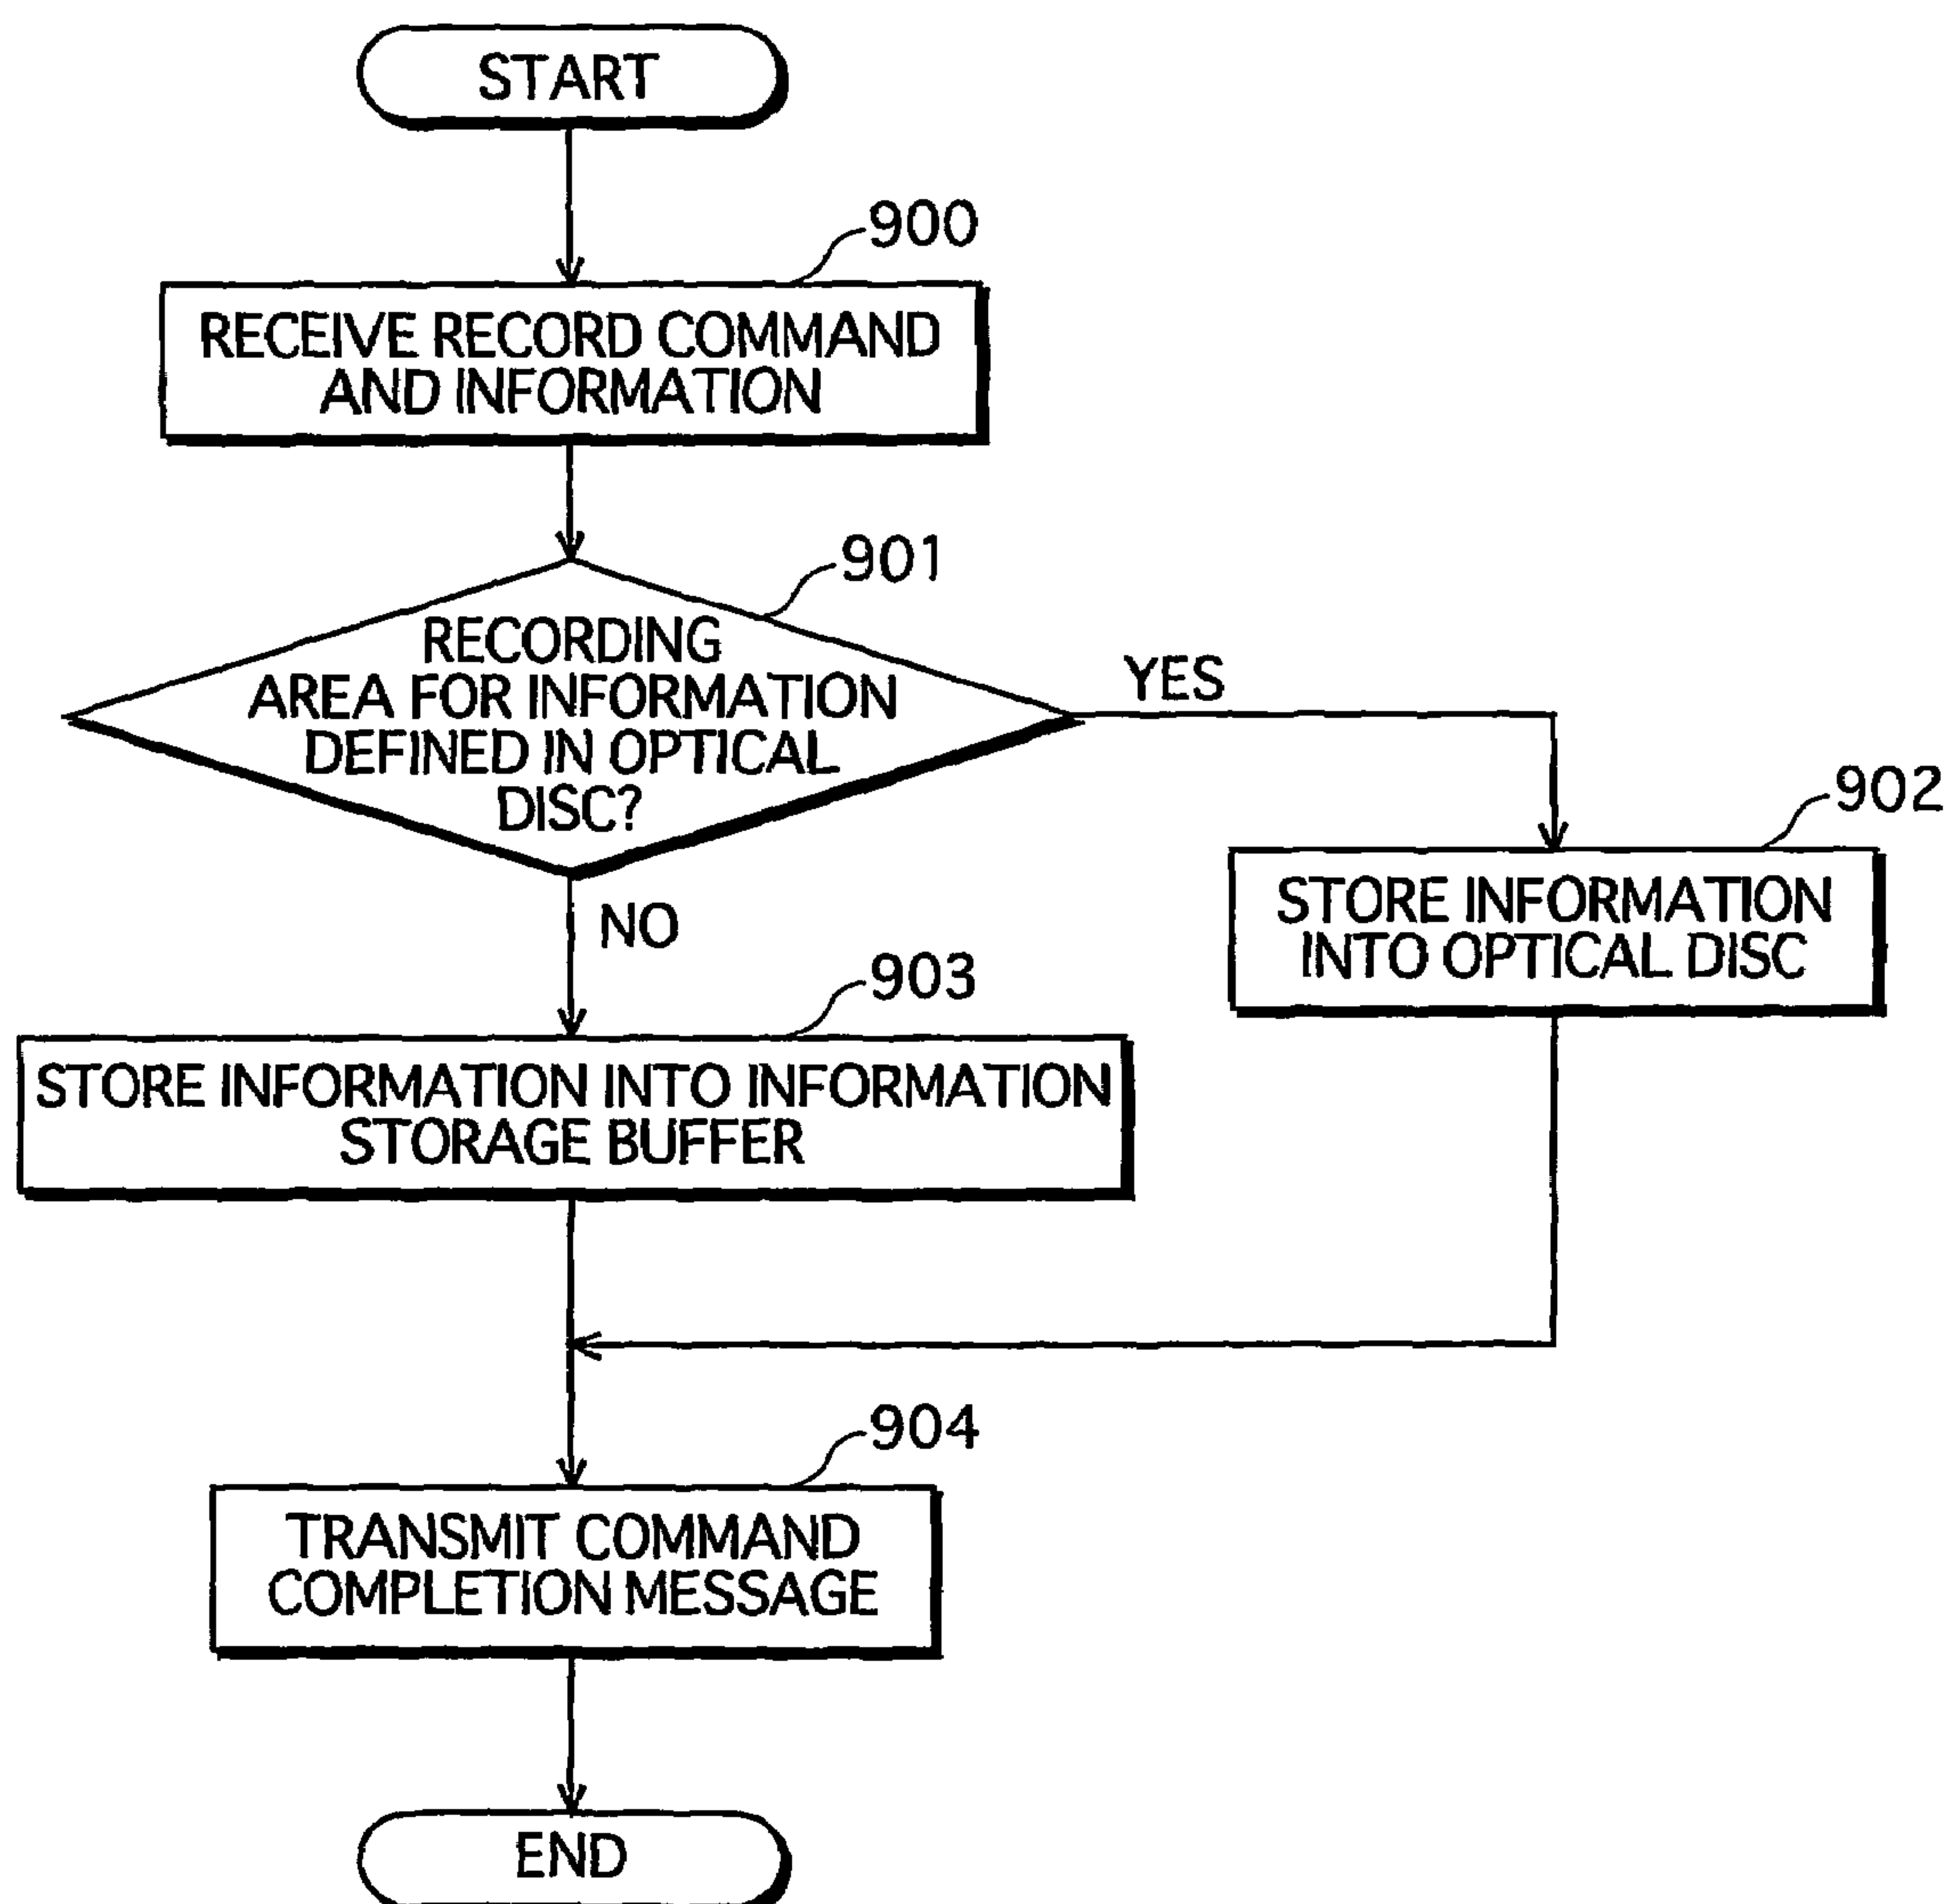 START
900
RECEIVE RECORD COMMAND
AND INFORMATION
901
RECORDING
AREA FOR INFORMATION
DEFINED IN OPTICAL
DISC?
YES
902
STORE INFORMATION
INTO OPTICAL DISC
NO
903
STORE INFORMATION INTO INFORMATION
STORAGE BUFFER
904
TRANSMIT COMMAND
COMPLETION MESSAGE
END